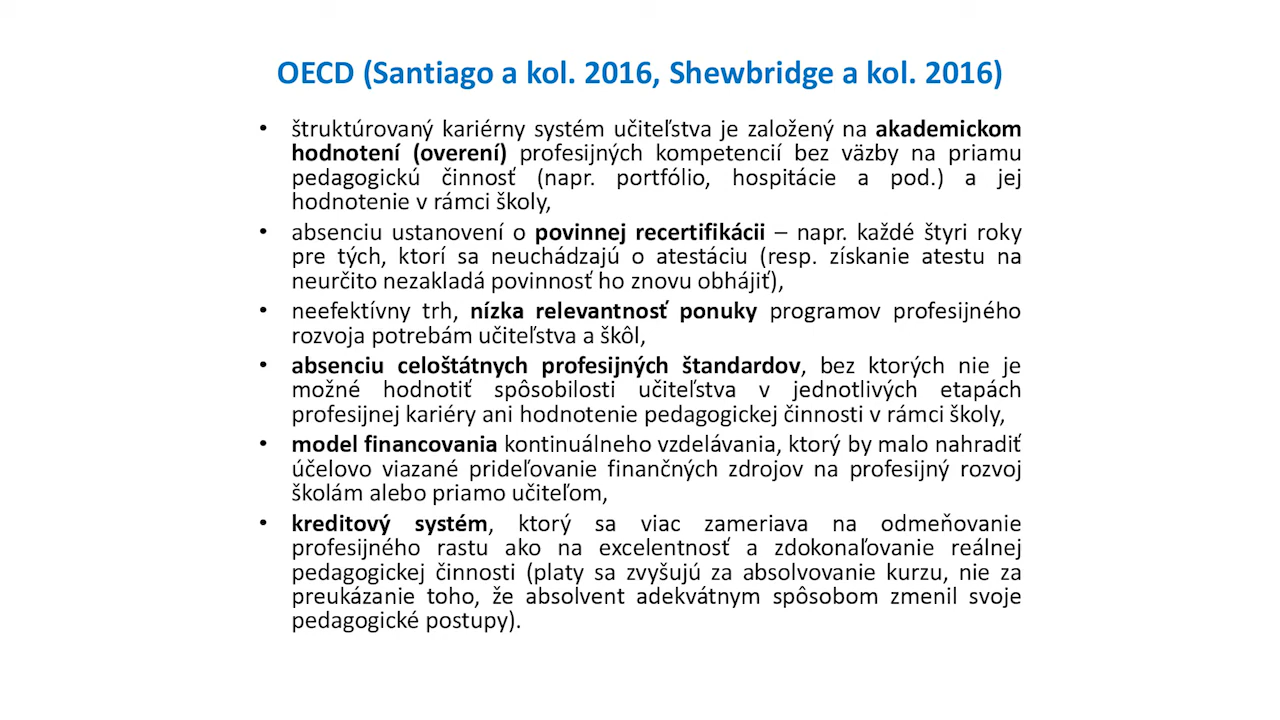 OECD (Santiago a kol. 2016, Shewbridge a kol. 2016)
• štruktúrovaný kariérny systém učiteľstva je založený na akademickom
hodnotení (overení) profesijných kompetencií bez väzby na priamu
pedagogickú činnosť (napr. portfólio, hospitácie a pod.) a jej
hodnotenie v rámci školy,
• absenciu ustanovení o povinnej recertifikácii – napr. každé štyri roky
pre tých, ktorí sa neuchádzajú o atestáciu (resp. získanie atestu na
neurčito nezakladá povinnosť ho znovu obhájiť),
• neefektívny trh, nízka relevantnosť ponuky programov profesijného
rozvoja potrebám učiteľstva a škôl,
• absenciu celoštátnych profesijných štandardov, bez ktorých nie je
možné hodnotiť spôsobilosti učiteľstva v jednotlivých etapách
profesijnej kariéry ani hodnotenie pedagogickej činnosti v rámci školy,
• model financovania kontinuálneho vzdelávania, ktorý by malo nahradiť
účelovo viazané prideľovanie finančných zdrojov na profesijný rozvoj
školám alebo priamo učiteľom,
• kreditový systém, ktorý sa viac zameriava na odmeňovanie
profesijného rastu ako na excelentnosť a zdokonaľovanie reálnej
pedagogickej činnosti (platy sa zvyšujú za absolvovanie kurzu, nie za
preukázanie toho, že absolvent adekvátnym spôsobom zmenil svoje
pedagogické postupy).